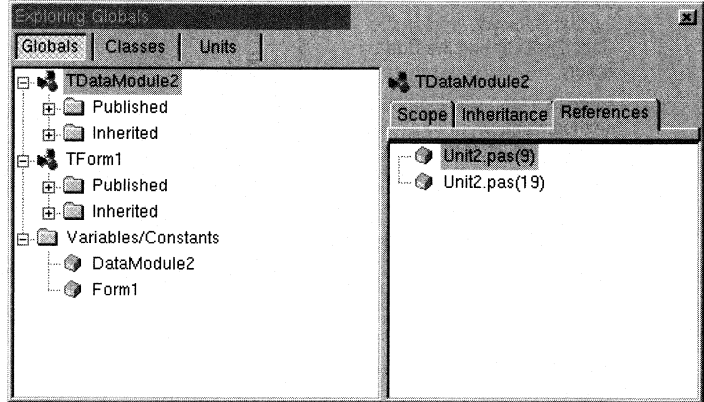 Exploring Globals
Globals Classes Units
TDataModule2
Published
Inherited
TForm1
Published
Inherited
Variables/Constants
DataModule2
Form1
TDataModule2
Scope Inheritance References
Unit2.pas(9)
Unit2.pas(19)